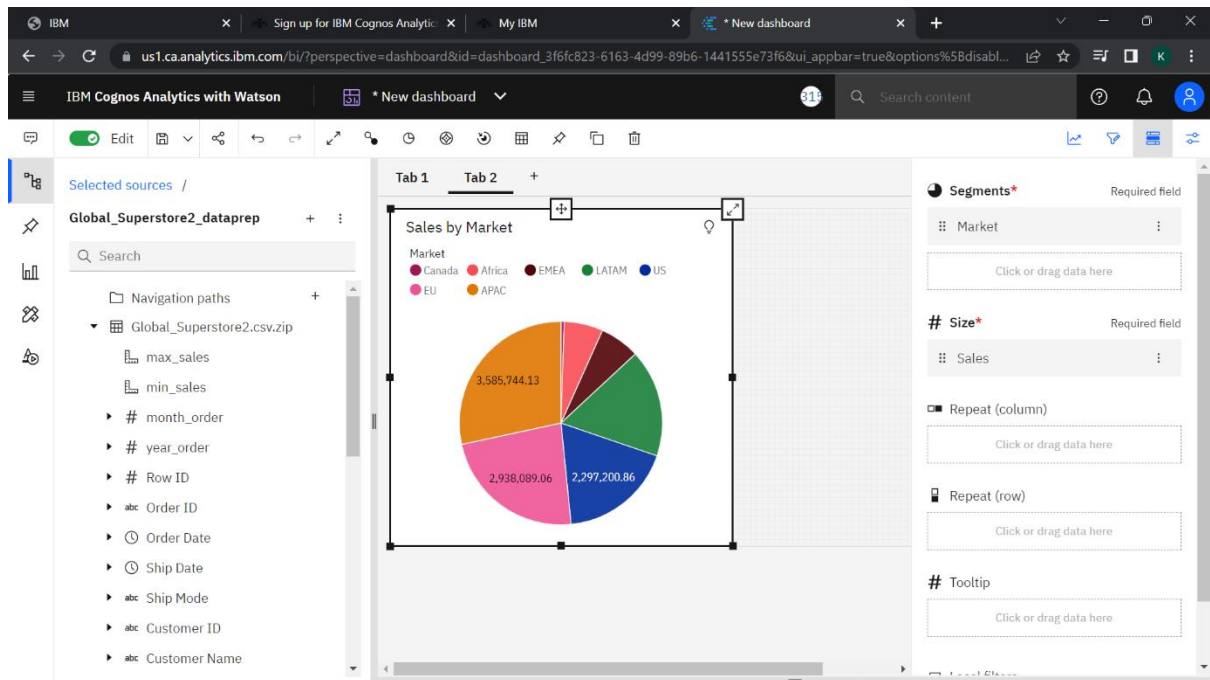 IBM
Sign up for IBM Cognos Analytic
My IBM
* New dashboard
us1.ca.analytics.ibm.com/bi/?perspective=dashboard&id=dashboard_3f6fc823-6163-4d99-89b6-1441555e73f6&ui_appbar=true&options%5Bdisabl...
K
IBM Cognos Analytics with Watson
* New dashboard
315
Search content
Edit
Selected sources /
Global_Superstore2_dataprep
Search
Navigation paths
Global_Superstore2.csv.zip
max_sales
min_sales
# month_order
# year_order
# Row ID
abc Order ID
Order Date
Ship Date
abc Ship Mode
abc Customer ID
abc Customer Name
Tab 1
Tab 2
+
Sales by Market
Market
Canada Africa EMEA LATAM US
EU APAC
3,585,744.13
2,938,089.06
2,297,200.86
Segments*
Required field
Market
Click or drag data here
# Size*
Required field
Sales
Repeat (column)
Click or drag data here
Repeat (row)
Click or drag data here
# Tooltip
Click or drag data here